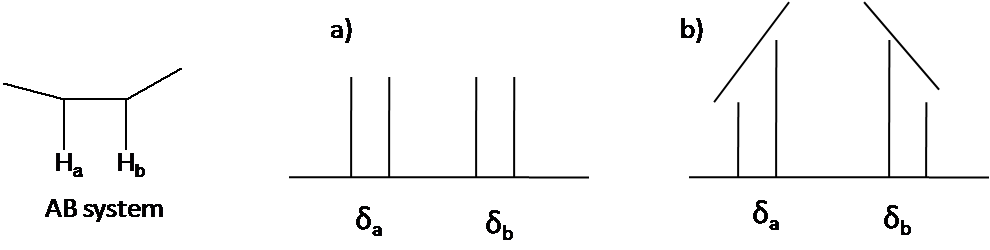 Ha Hb
AB system
a)
δa δb
b)
δa δb